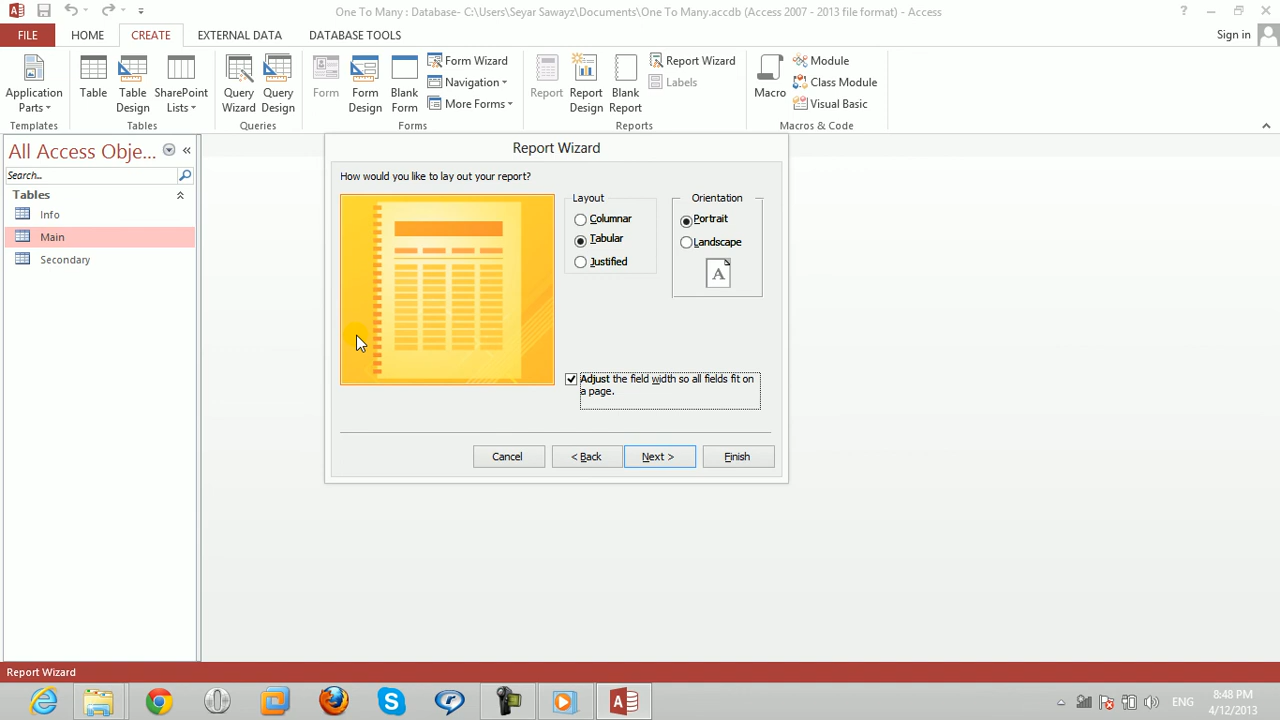 One To Many : Database- C:\Users\Seyar Sawayz\Documents\One To Many.accdb (Access 2007 - 2013 file format) - Access
?
FILE HOME CREATE EXTERNAL DATA DATABASE TOOLS Sign in
Application Parts
Table
Table Design
SharePoint Lists
Query Wizard
Query Design
Form
Form Design
Blank Form
Form Wizard
Navigation
More Forms
Report
Report Design
Blank Report
Report Wizard
Labels
Macro
Module
Class Module
Visual Basic
Templates Tables Queries Forms Reports Macros & Code
All Access Obje... «
Search...
Tables
Info
Main
Secondary
Report Wizard
How would you like to lay out your report?
Layout
Columnar
Tabular
Justified
Orientation
Portrait
Landscape
A
Adjust the field width so all fields fit on
a page.
Cancel < Back Next > Finish
Report Wizard
ENG
8:48 PM
4/12/2013